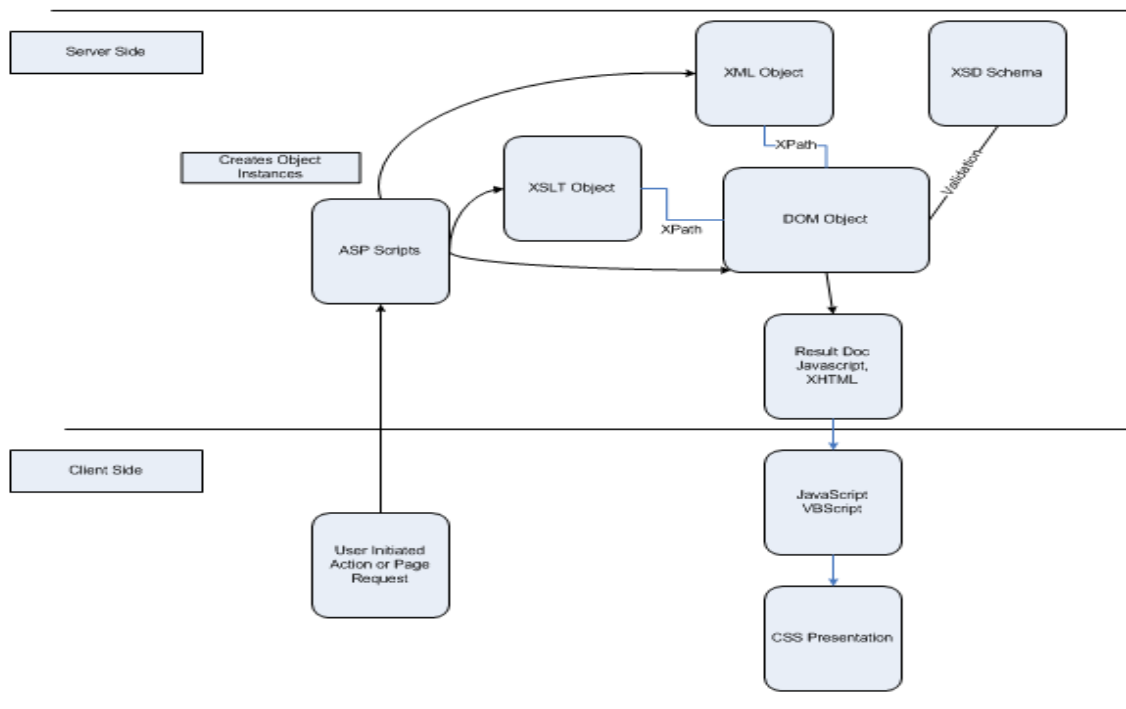 Server Side
XML Object
XSD Schema
XPath
Creates Object
Instances
XSLT Object
Validation
DOM Object
XPath
ASP Scripts
Result Doc
Javascript,
XHTML
Client Side
JavaScript
VBScript
User Initiated
Action or Page
Request
CSS Presentation